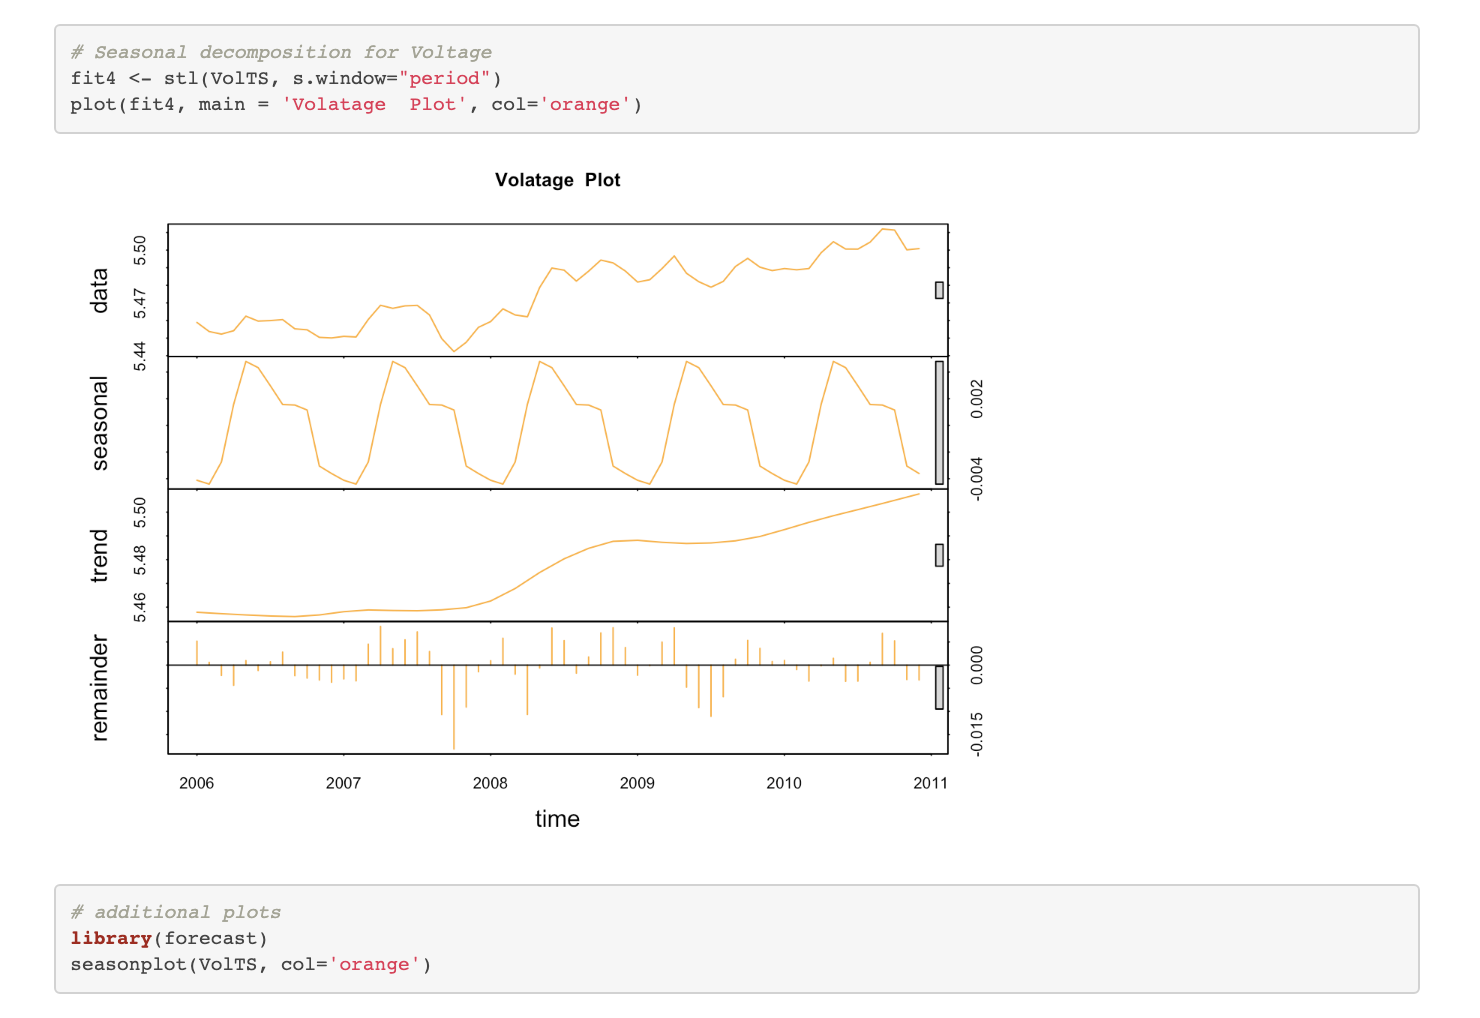 # Seasonal decomposition for Voltage
fit4 <- stl(VolTS, s.window="period")
plot(fit4, main = 'Volatage  Plot', col='orange')
Volatage  Plot
data
5.44 5.47 5.50
seasonal
-0.004 0.002
trend
5.46 5.48 5.50
remainder
-0.015 0.000
2006 2007 2008 2009 2010 2011
time
# additional plots
library(forecast)
seasonplot(VolTS, col='orange')